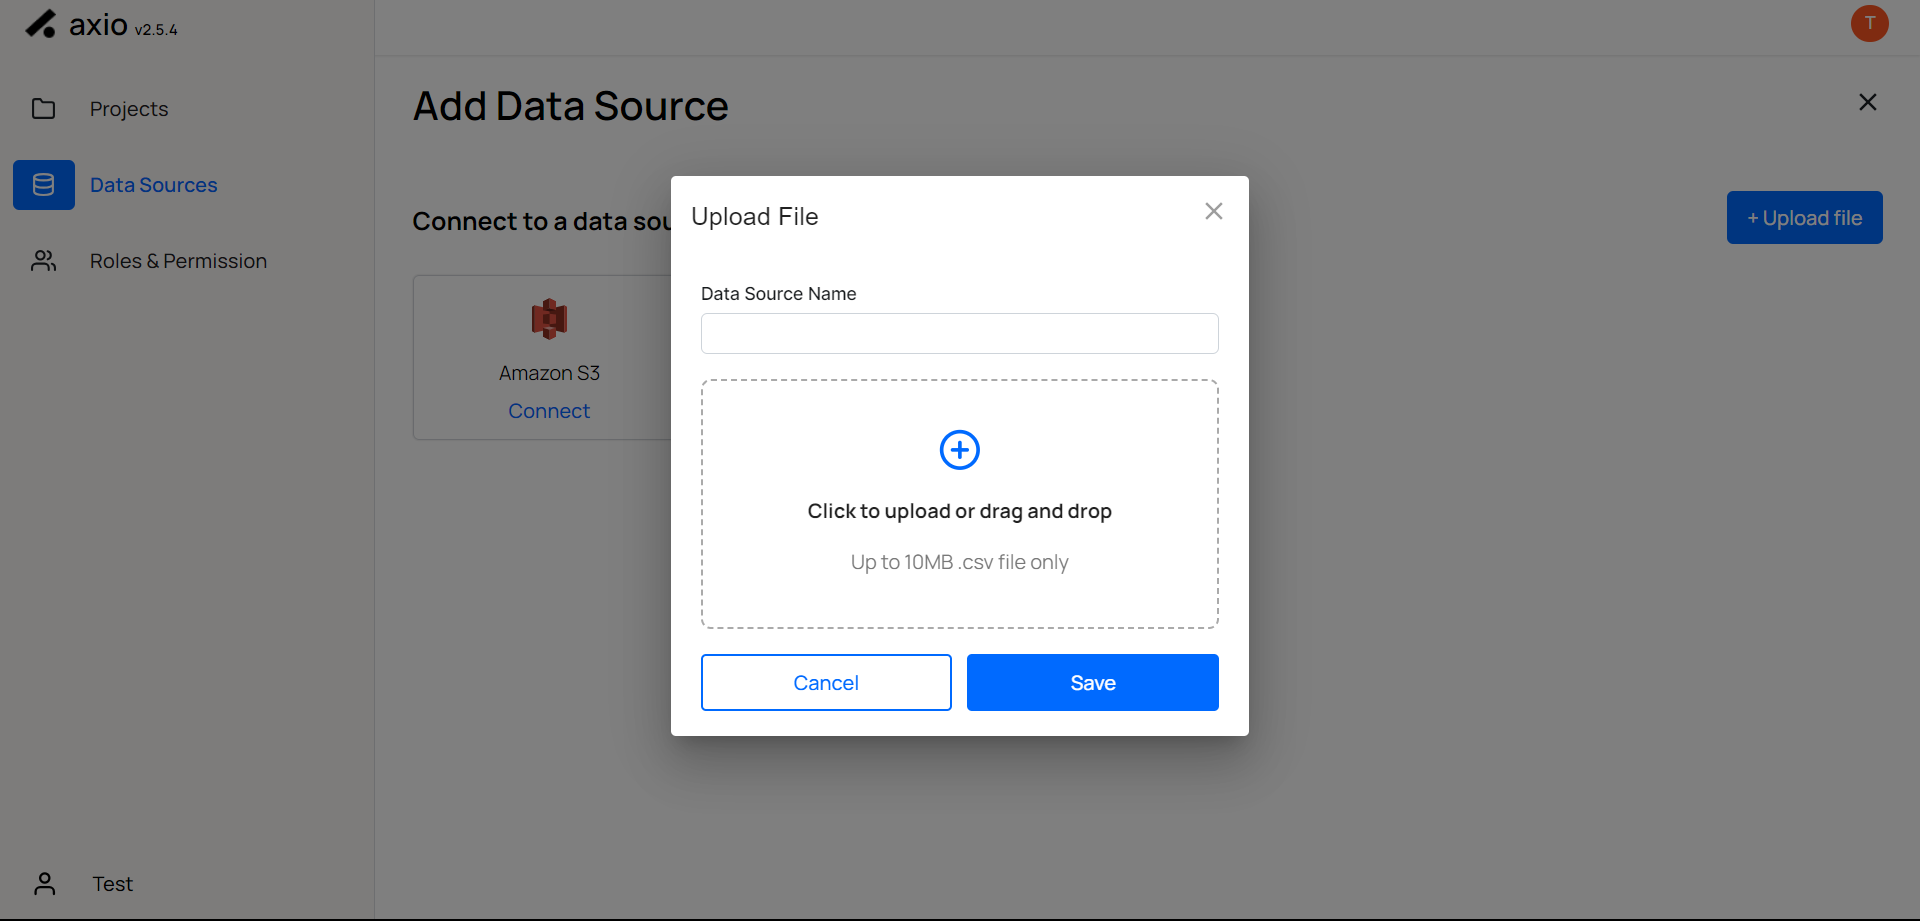 axio v2.5.4
T
Projects
Data Sources
Roles & Permission
Test
Add Data Source
Connect to a data sou
+ Upload file
Amazon S3
Connect
Upload File
Data Source Name
Click to upload or drag and drop
Up to 10MB .csv file only
Cancel
Save